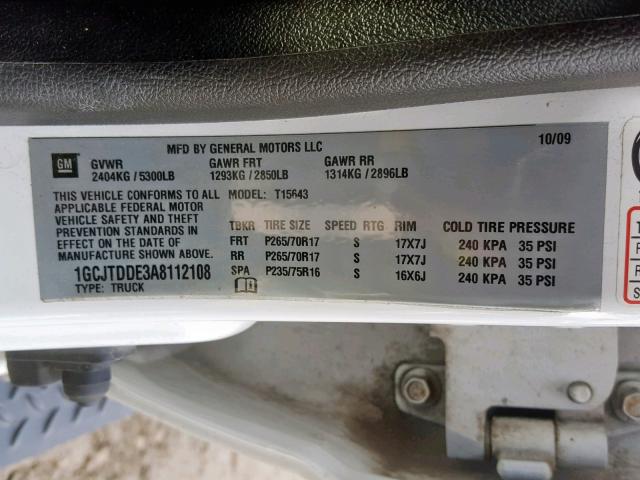 GM
MFD BY GENERAL MOTORS LLC 10/09
GVWR GAWR FRT GAWR RR
2404KG / 5300LB 1293KG / 2850LB 1314KG / 2896LB
THIS VEHICLE CONFORMS TO ALL MODEL: T15643
APPLICABLE FEDERAL MOTOR
VEHICLE SAFETY AND THEFT
PREVENTION STANDARDS IN
EFFECT ON THE DATE OF
MANUFACTURE SHOWN ABOVE.
1GCJTDDE3A8112108
TYPE: TRUCK
TBKR TIRE SIZE SPEED RTG RIM COLD TIRE PRESSURE
FRT P265/70R17 S 17X7J 240 KPA 35 PSI
RR P265/70R17 S 17X7J 240 KPA 35 PSI
SPA P235/75R16 S 16X6J 240 KPA 35 PSI